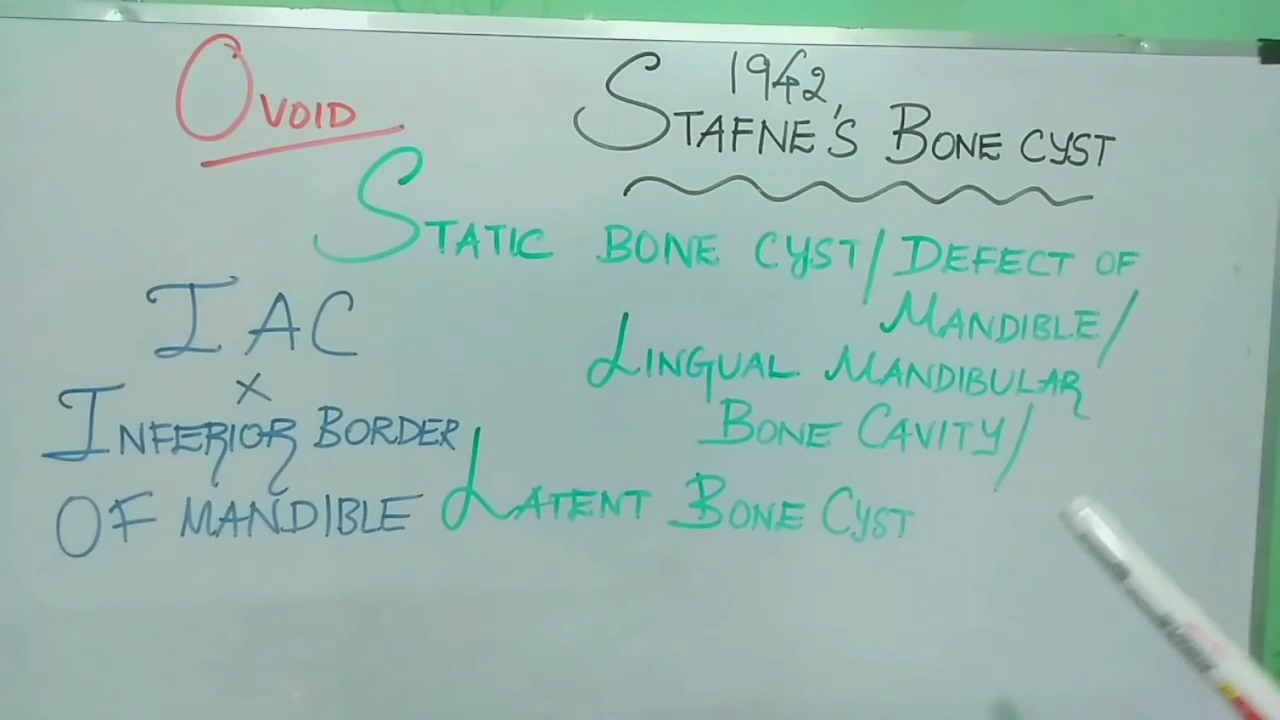 OVOID
1942,
STAFNE'S BONE CYST
STATIC BONE CYST/DEFECT OF
MANDIBLE/
LINGUAL MANDIBULAR
BONE CAVITY/
LATENT BONE CYST
IAC
X
INFERIOR BORDER
OF MANDIBLE